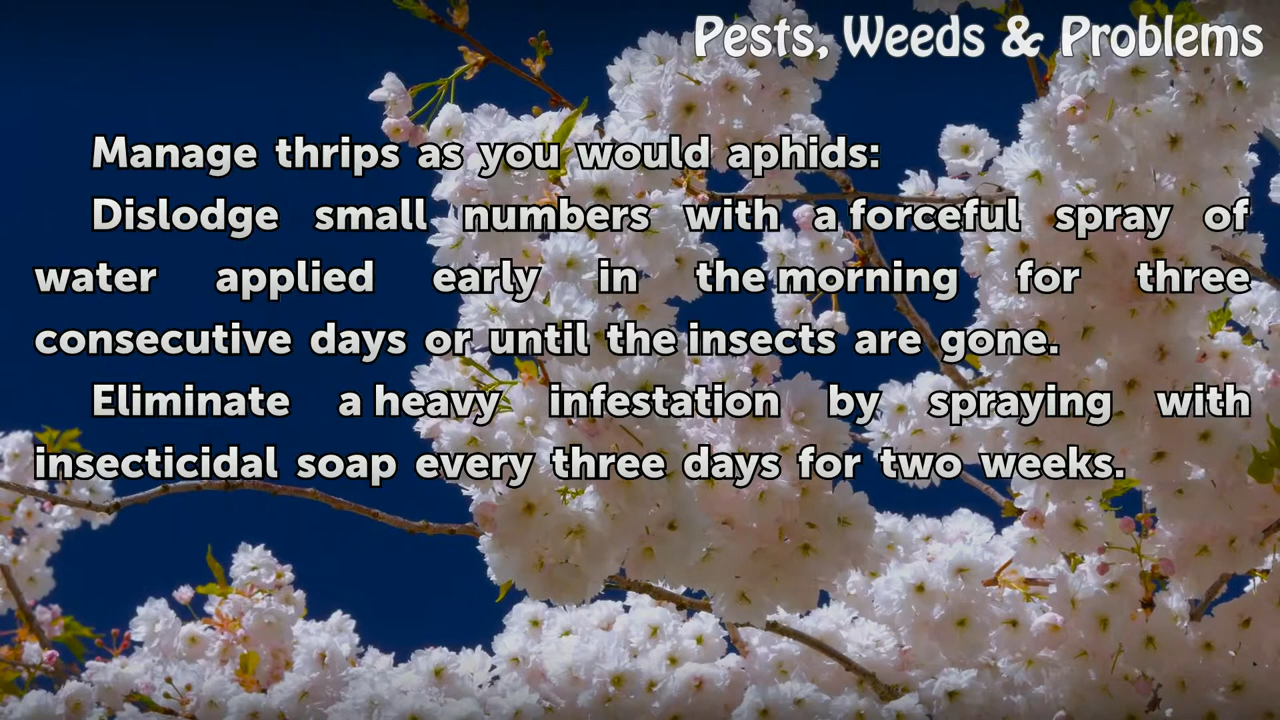 Pests, Weeds & Problems
Manage thrips as you would aphids:
Dislodge small numbers with a forceful spray of
water applied early in the morning for three
consecutive days or until the insects are gone.
Eliminate a heavy infestation by spraying with
insecticidal soap every three days for two weeks.